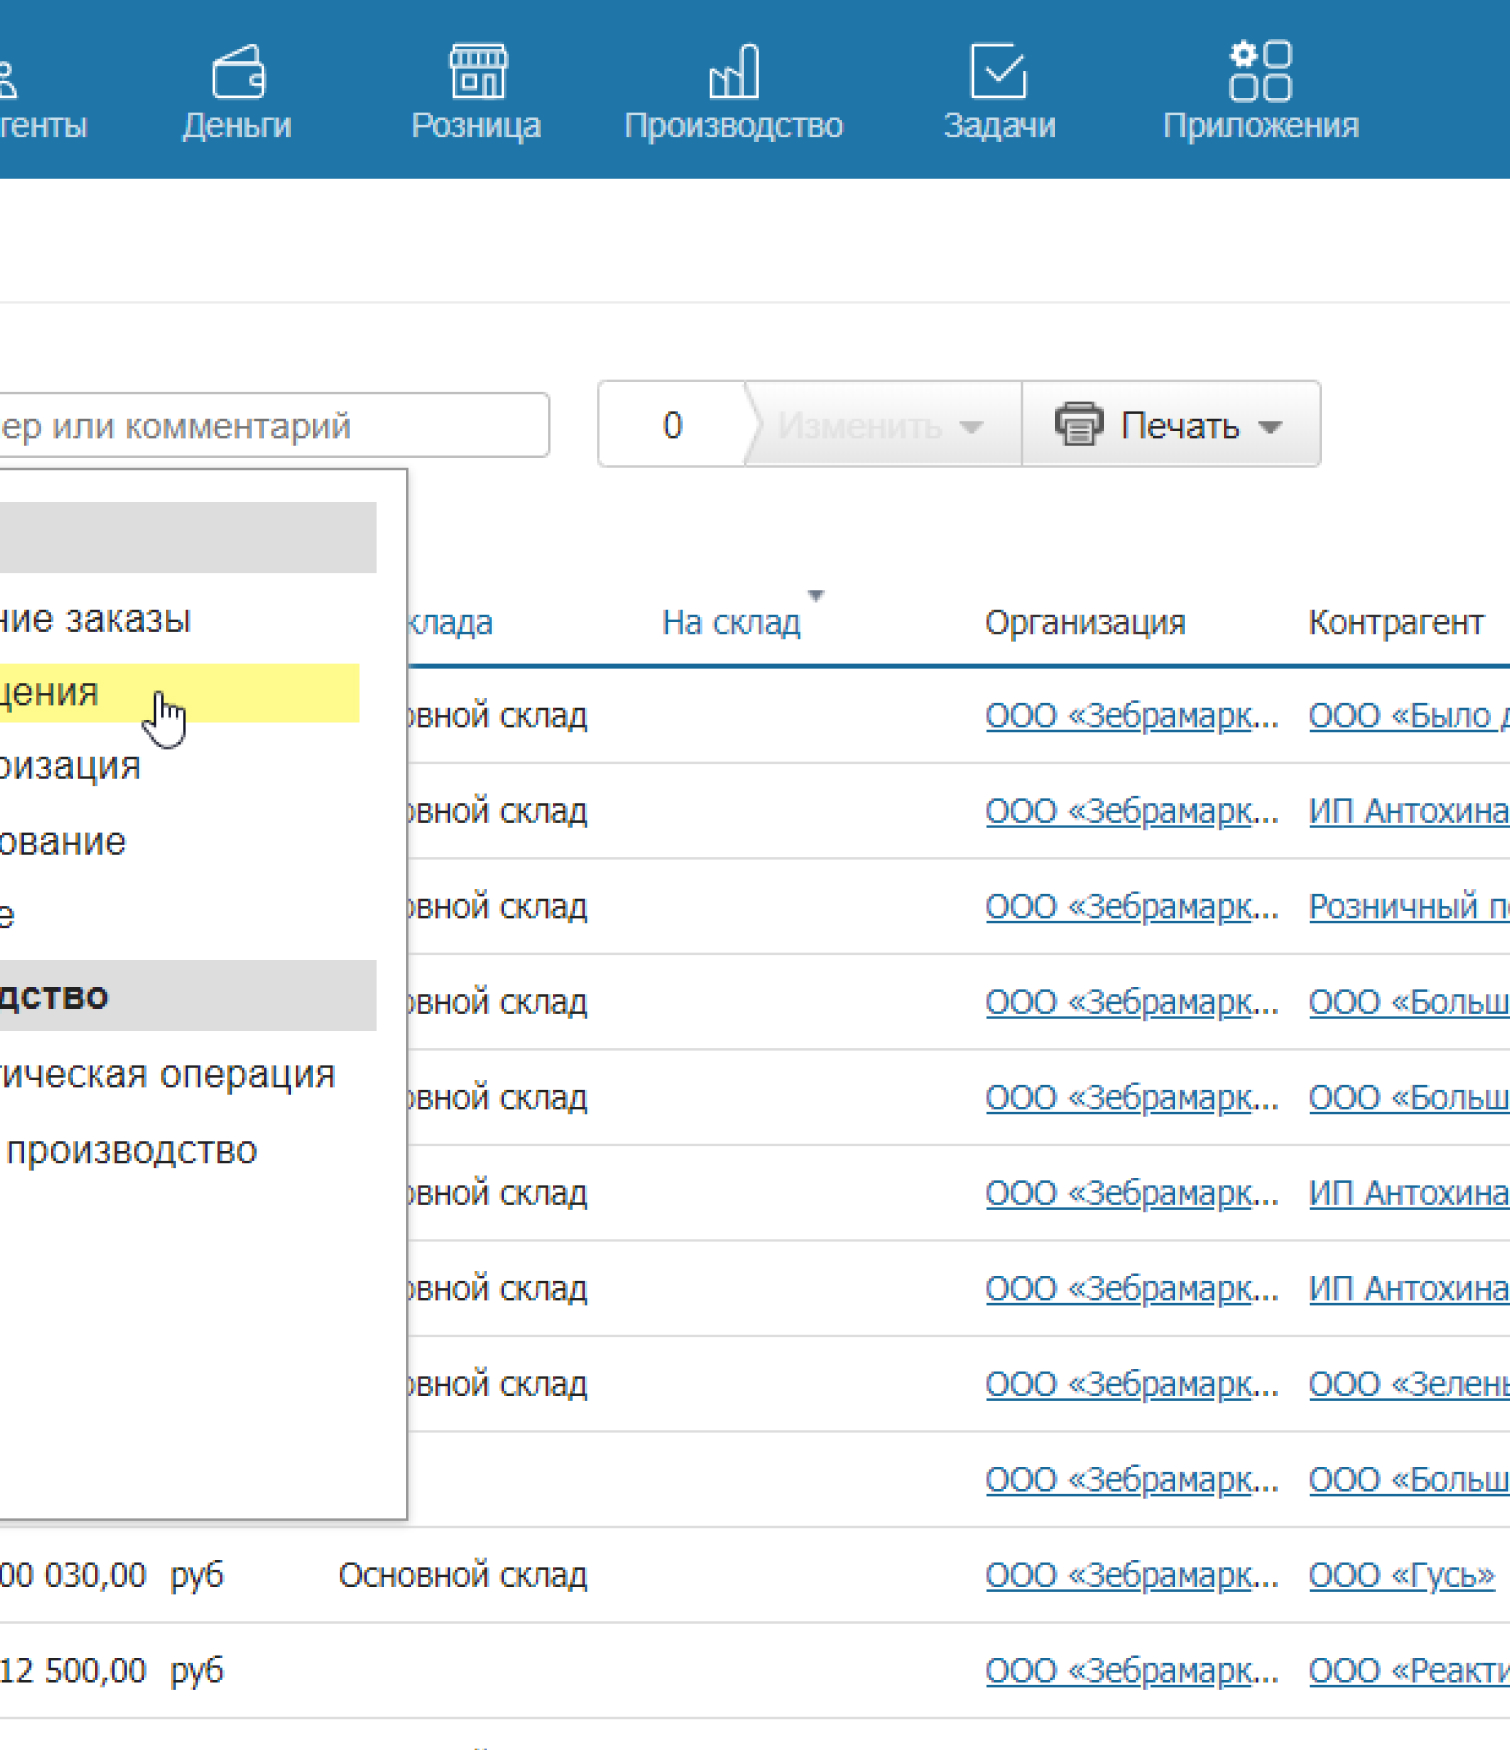 генты Деньги Розница Производство Задачи Приложения
ер или комментарий 0 Изменить Печать
ние заказы
клада На склад Организация Контрагент
щения
овной склад ООО «Зебрамарк... ООО «Было д
ризация
овной склад ООО «Зебрамарк... ИП Антохина
ование
овной склад ООО «Зебрамарк... Розничный по
е
дство
овной склад ООО «Зебрамарк... ООО «Больш
тическая операция
овной склад ООО «Зебрамарк... ООО «Больш
производство
овной склад ООО «Зебрамарк... ИП Антохина
овной склад ООО «Зебрамарк... ИП Антохина
овной склад ООО «Зебрамарк... ООО «Зелень
ООО «Зебрамарк... ООО «Больш
00 030,00 руб Основной склад ООО «Зебрамарк... ООО «Гусь»
12 500,00 руб ООО «Зебрамарк... ООО «Реакти